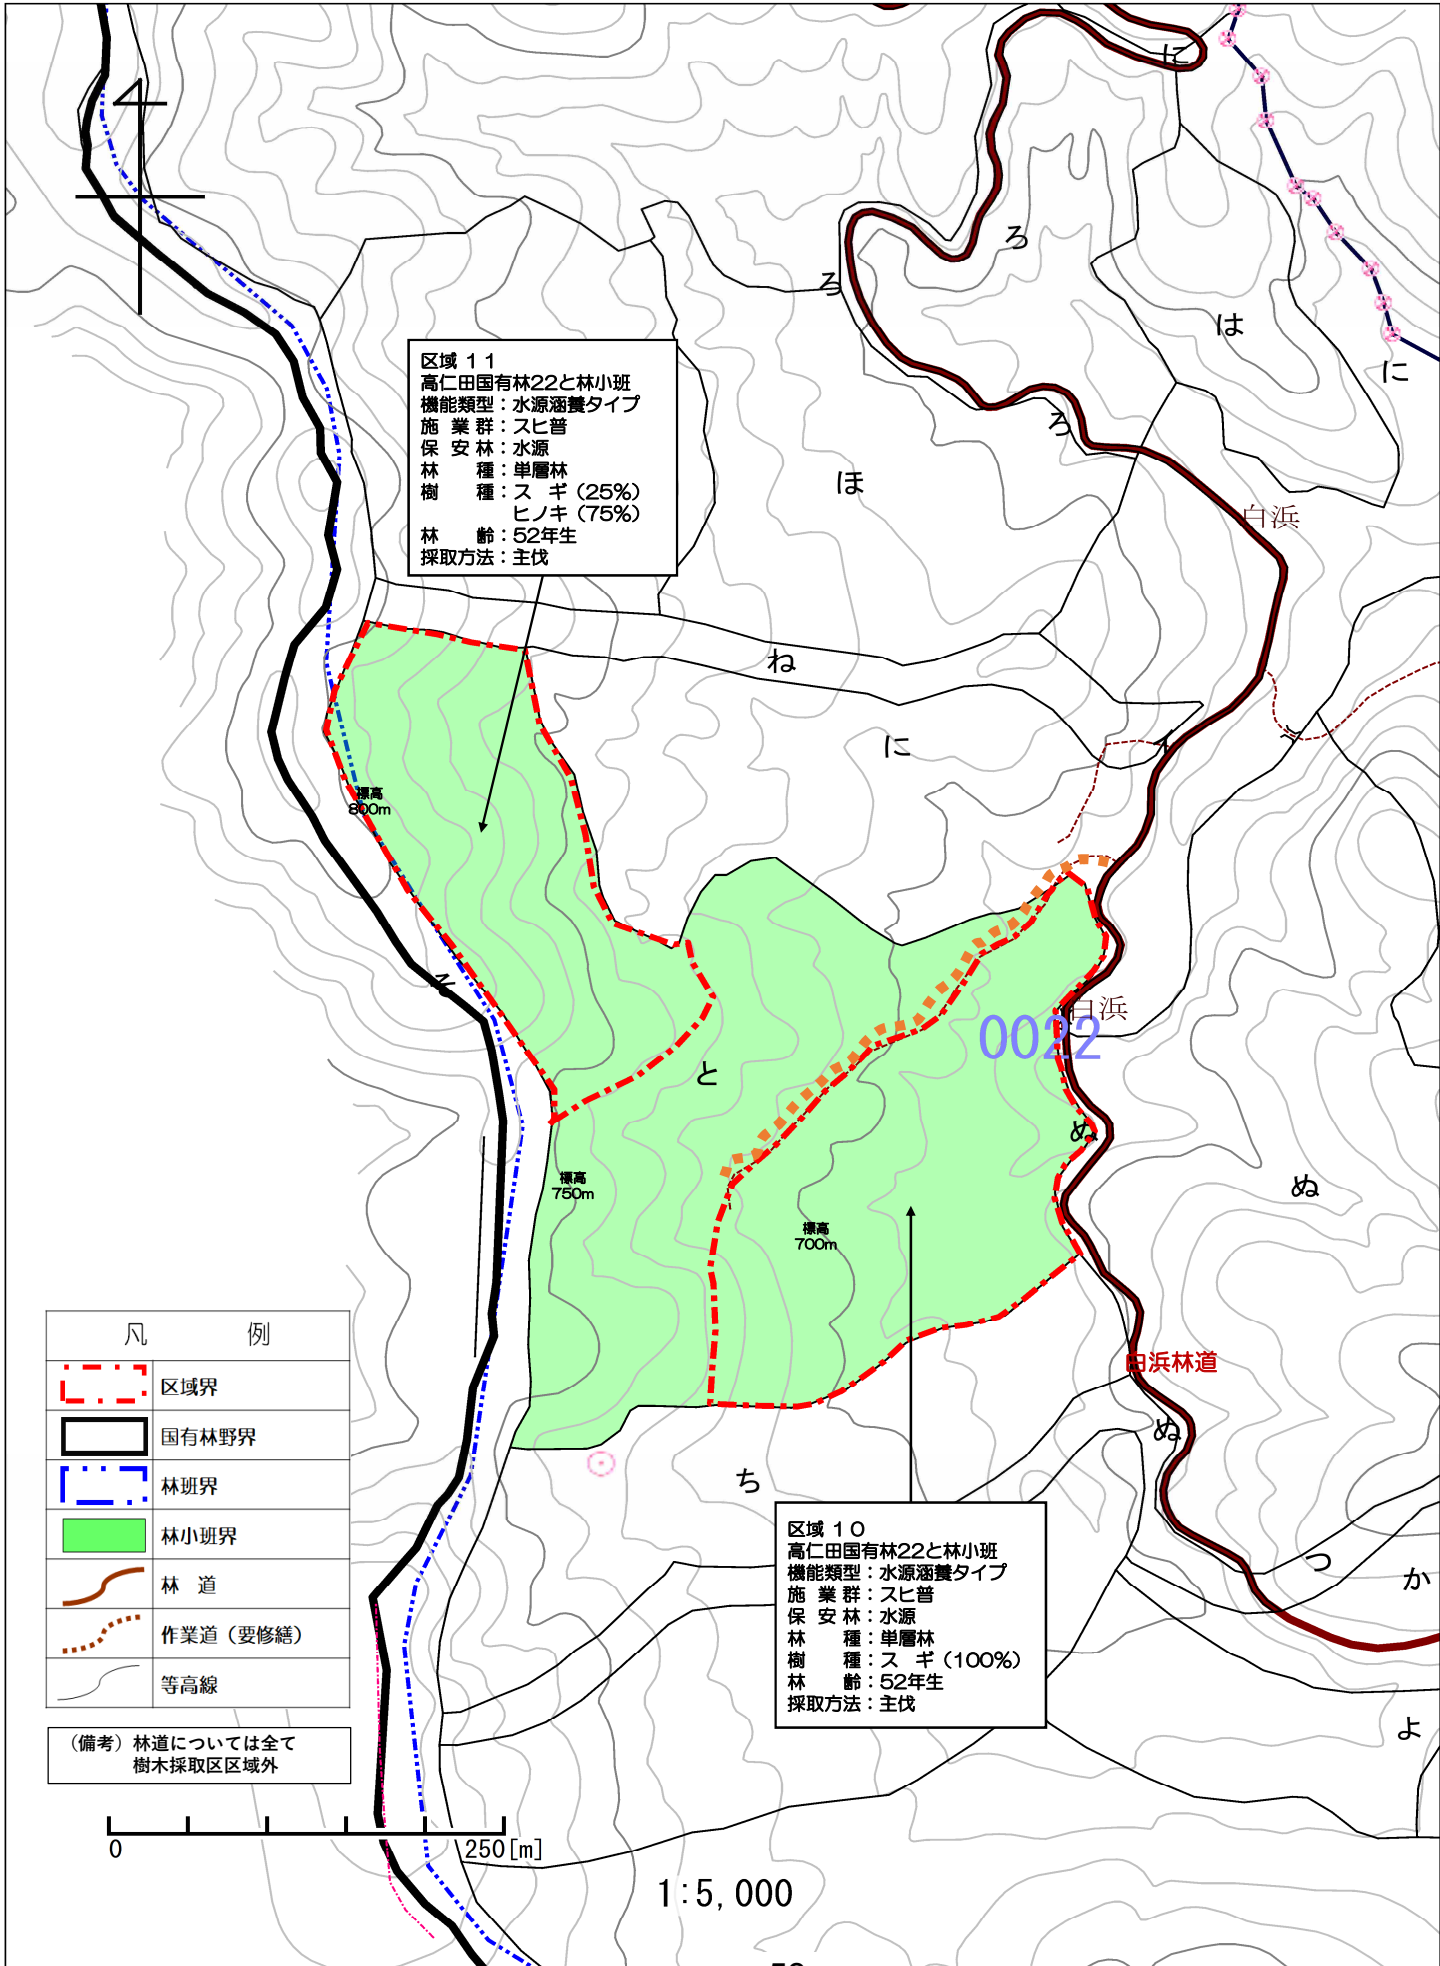 に
ろ
ろ
は
に
区域 11
高仁田国有林22と林小班
機能類型：水源涵養タイプ
施業群：スヒ普
保安林：水源
林　種：単層林
樹　種：スギ（25%）
ヒノキ（75%）
林　齢：52年生
採取方法：主伐
ろ
ほ
白浜
ね
に
イ
標高
800m
そ
白浜
0022
と
ぬ
標高
750m
ぬ
標高
700m
凡　例
区域界
国有林野界
林班界
林小班界
林　道
作業道（要修繕）
等高線
（備考）林道については全て
樹木採取区区域外
白浜林道
ぬ
ち
区域 10
高仁田国有林22と林小班
機能類型：水源涵養タイプ
施業群：スヒ普
保安林：水源
林　種：単層林
樹　種：スギ（100%）
林　齢：52年生
採取方法：主伐
つ
か
よ
0
250[m]
1:5,000